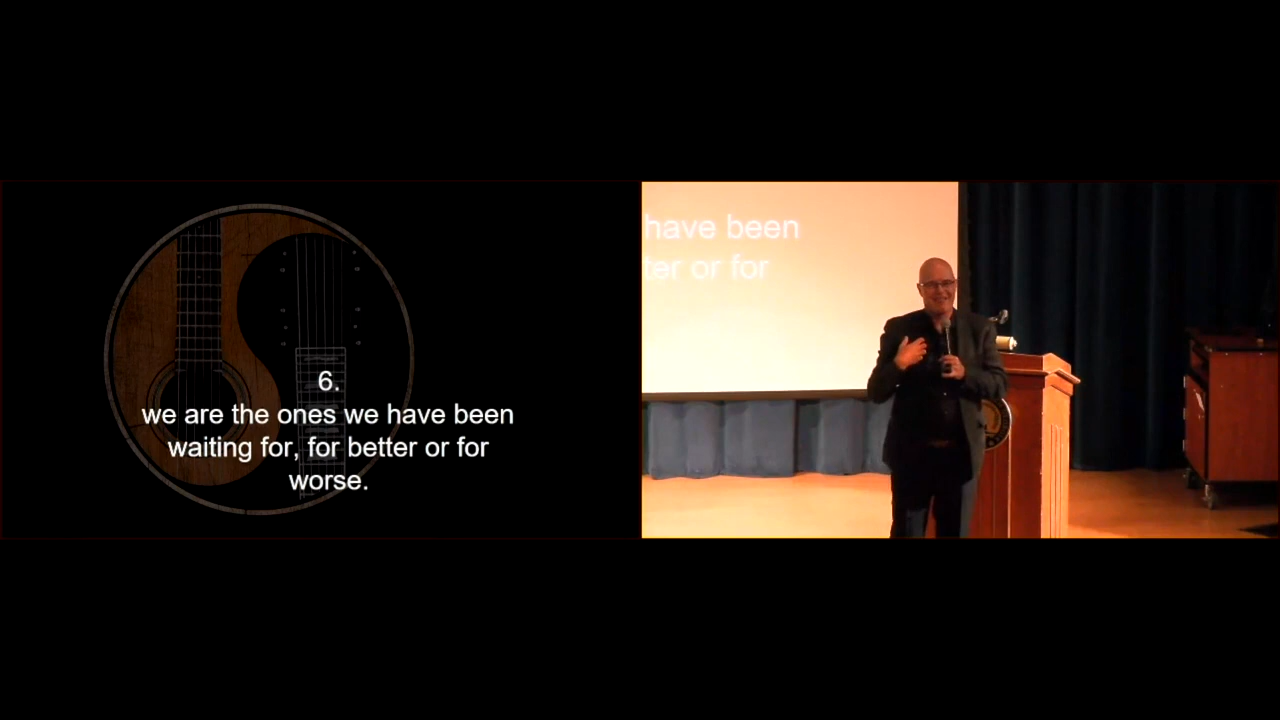 6.
we are the ones we have been
waiting for, for better or for
worse.
have been
ter or for